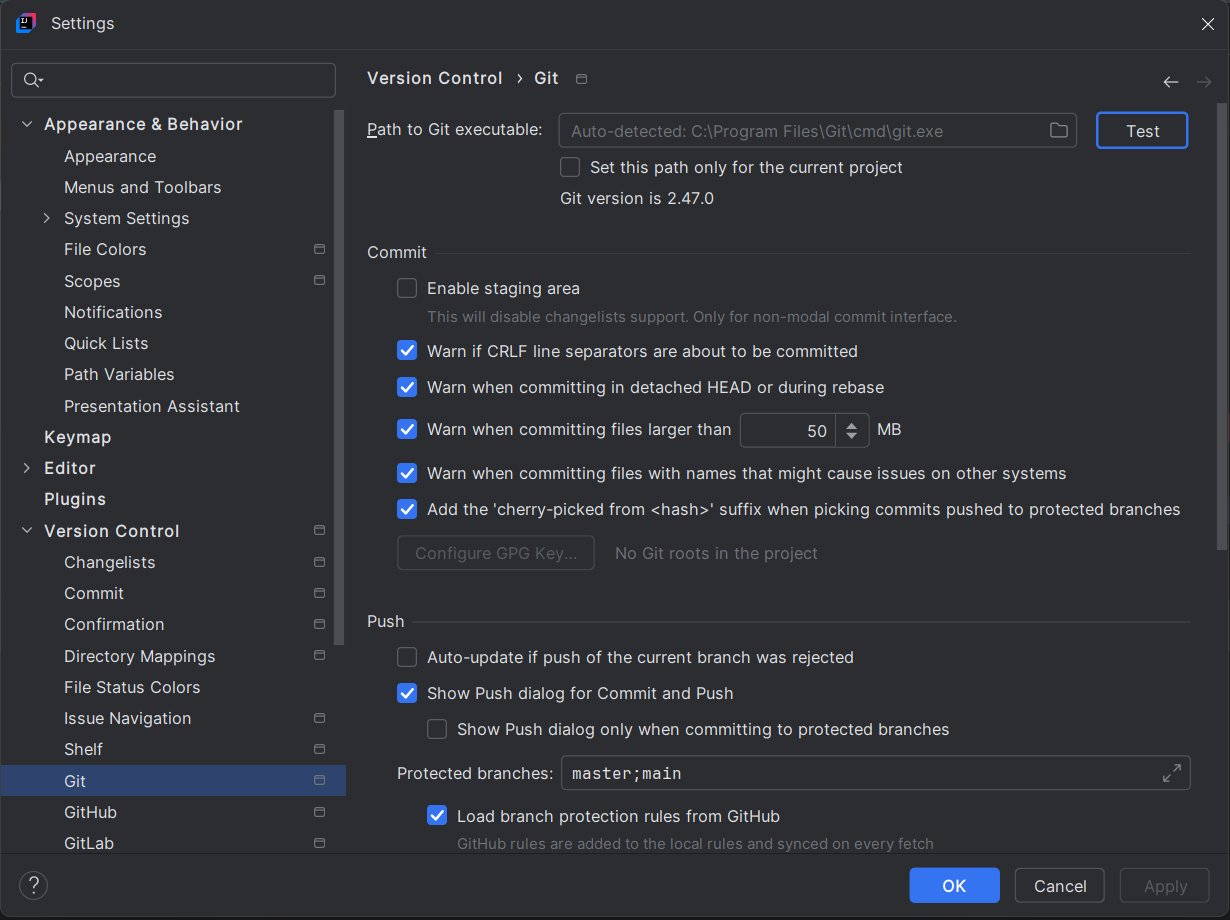 Settings
Appearance & Behavior
Appearance
Menus and Toolbars
System Settings
File Colors
Scopes
Notifications
Quick Lists
Path Variables
Presentation Assistant
Keymap
Editor
Plugins
Version Control
Changelists
Commit
Confirmation
Directory Mappings
File Status Colors
Issue Navigation
Shelf
Git
GitHub
GitLab
Version Control › Git
Path to Git executable: Auto-detected: C:\Program Files\Git\cmd\git.exe Test
Set this path only for the current project
Git version is 2.47.0
Commit
Enable staging area
This will disable changelists support. Only for non-modal commit interface.
Warn if CRLF line separators are about to be committed
Warn when committing in detached HEAD or during rebase
Warn when committing files larger than 50 MB
Warn when committing files with names that might cause issues on other systems
Add the 'cherry-picked from <hash>' suffix when picking commits pushed to protected branches
Configure GPG Key... No Git roots in the project
Push
Auto-update if push of the current branch was rejected
Show Push dialog for Commit and Push
Show Push dialog only when committing to protected branches
Protected branches: master;main
Load branch protection rules from GitHub
GitHub rules are added to the local rules and synced on every fetch
? OK Cancel Apply